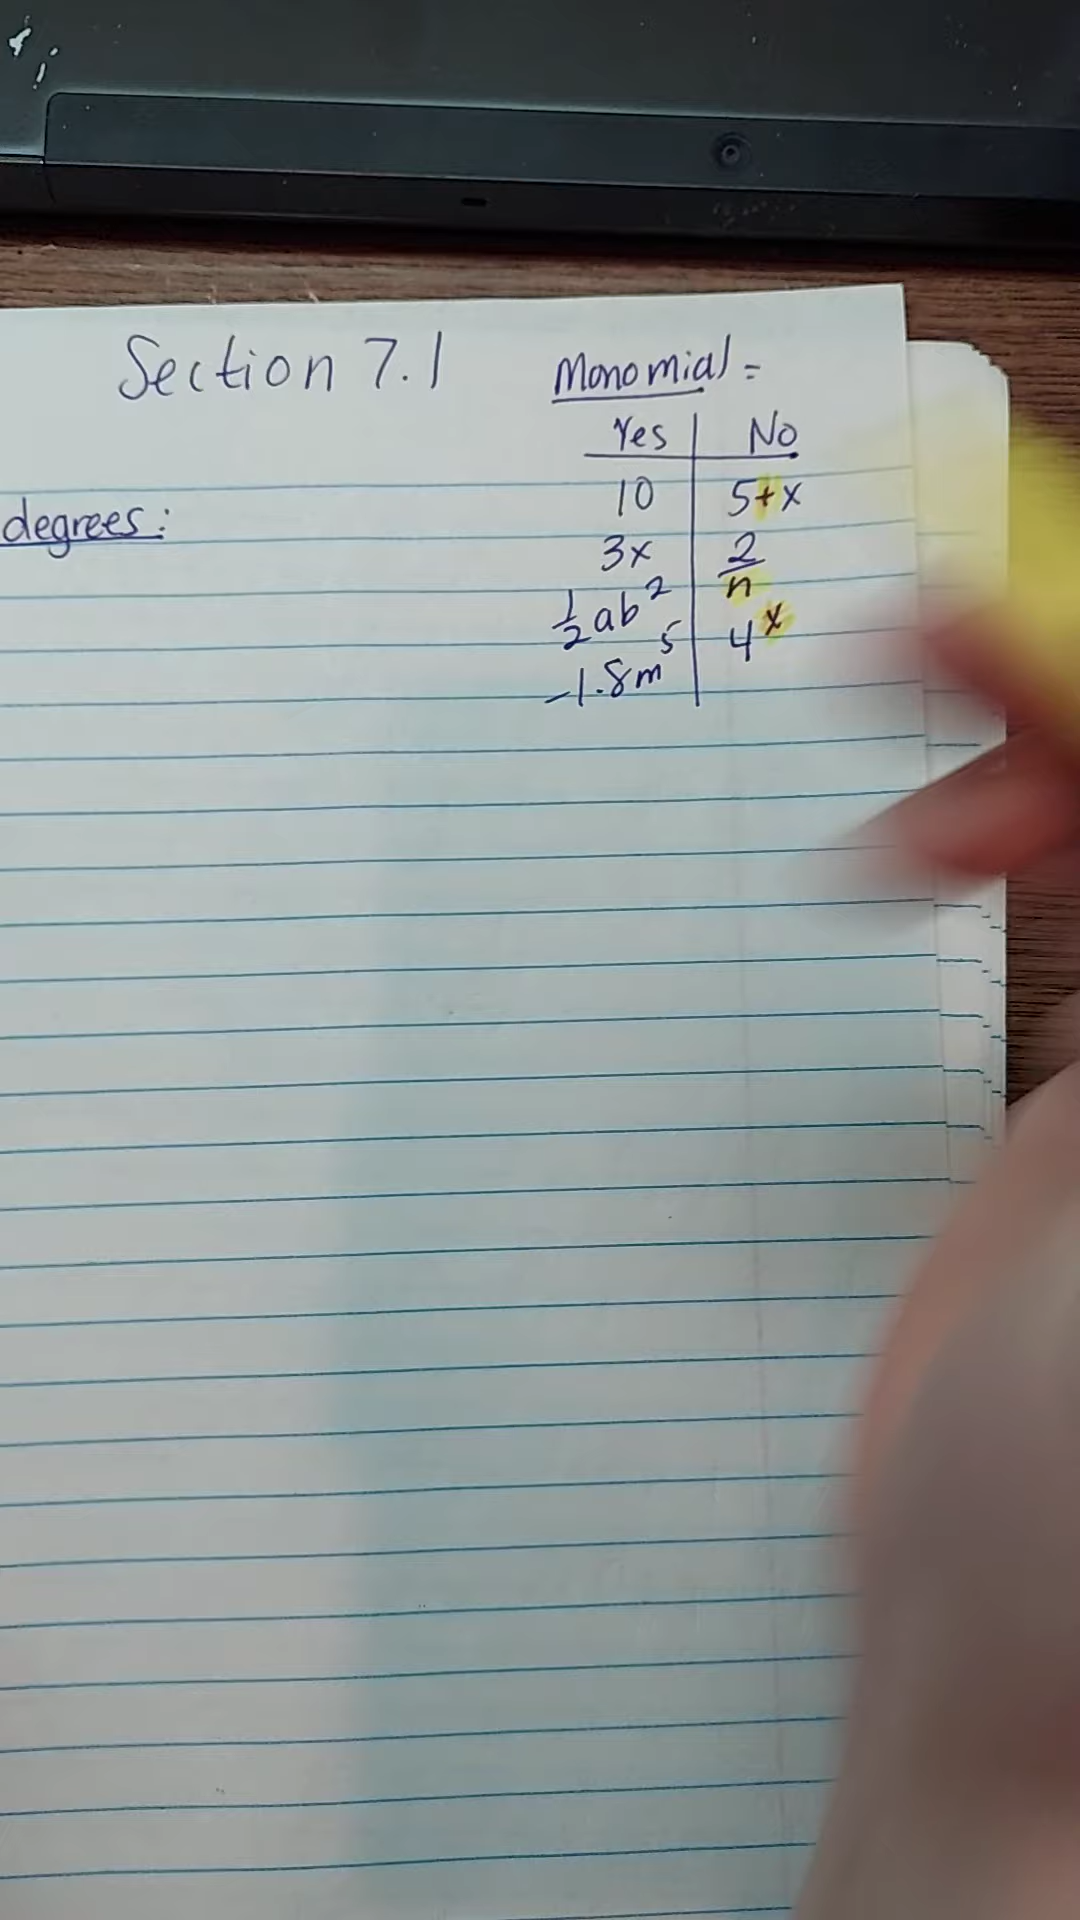 Section 7.1
Monomial =
Yes No
10 5+x
degrees:
3x 2/n
½ab² 4ˣ
-1.8m⁵